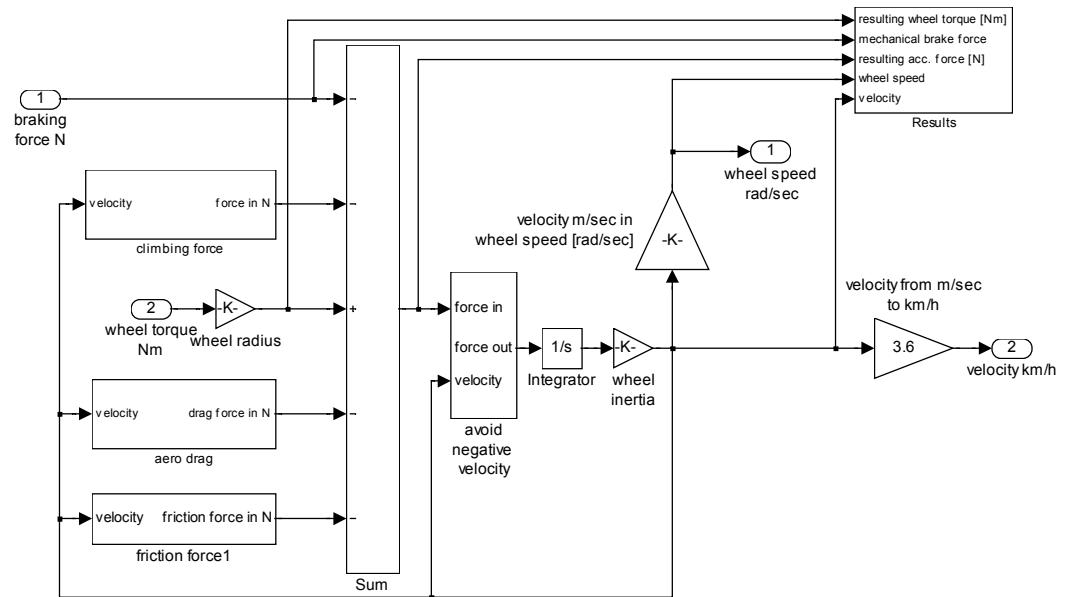 resulting wheel torque [Nm]
mechanical brake force
resulting acc. force [N]
wheel speed
velocity
Results
1
braking
force N
−
1
wheel speed
rad/sec
velocity
force in N
climbing force
−
velocity m/sec in
wheel speed [rad/sec]
-K-
2
wheel torque
Nm
-K-
wheel radius
+
force in
force out
velocity
avoid
negative
velocity
1/s
Integrator
-K-
wheel
inertia
velocity from m/sec
to km/h
3.6
2
velocity km/h
velocity
drag force in N
aero drag
−
velocity
friction force in N
friction force1
−
Sum